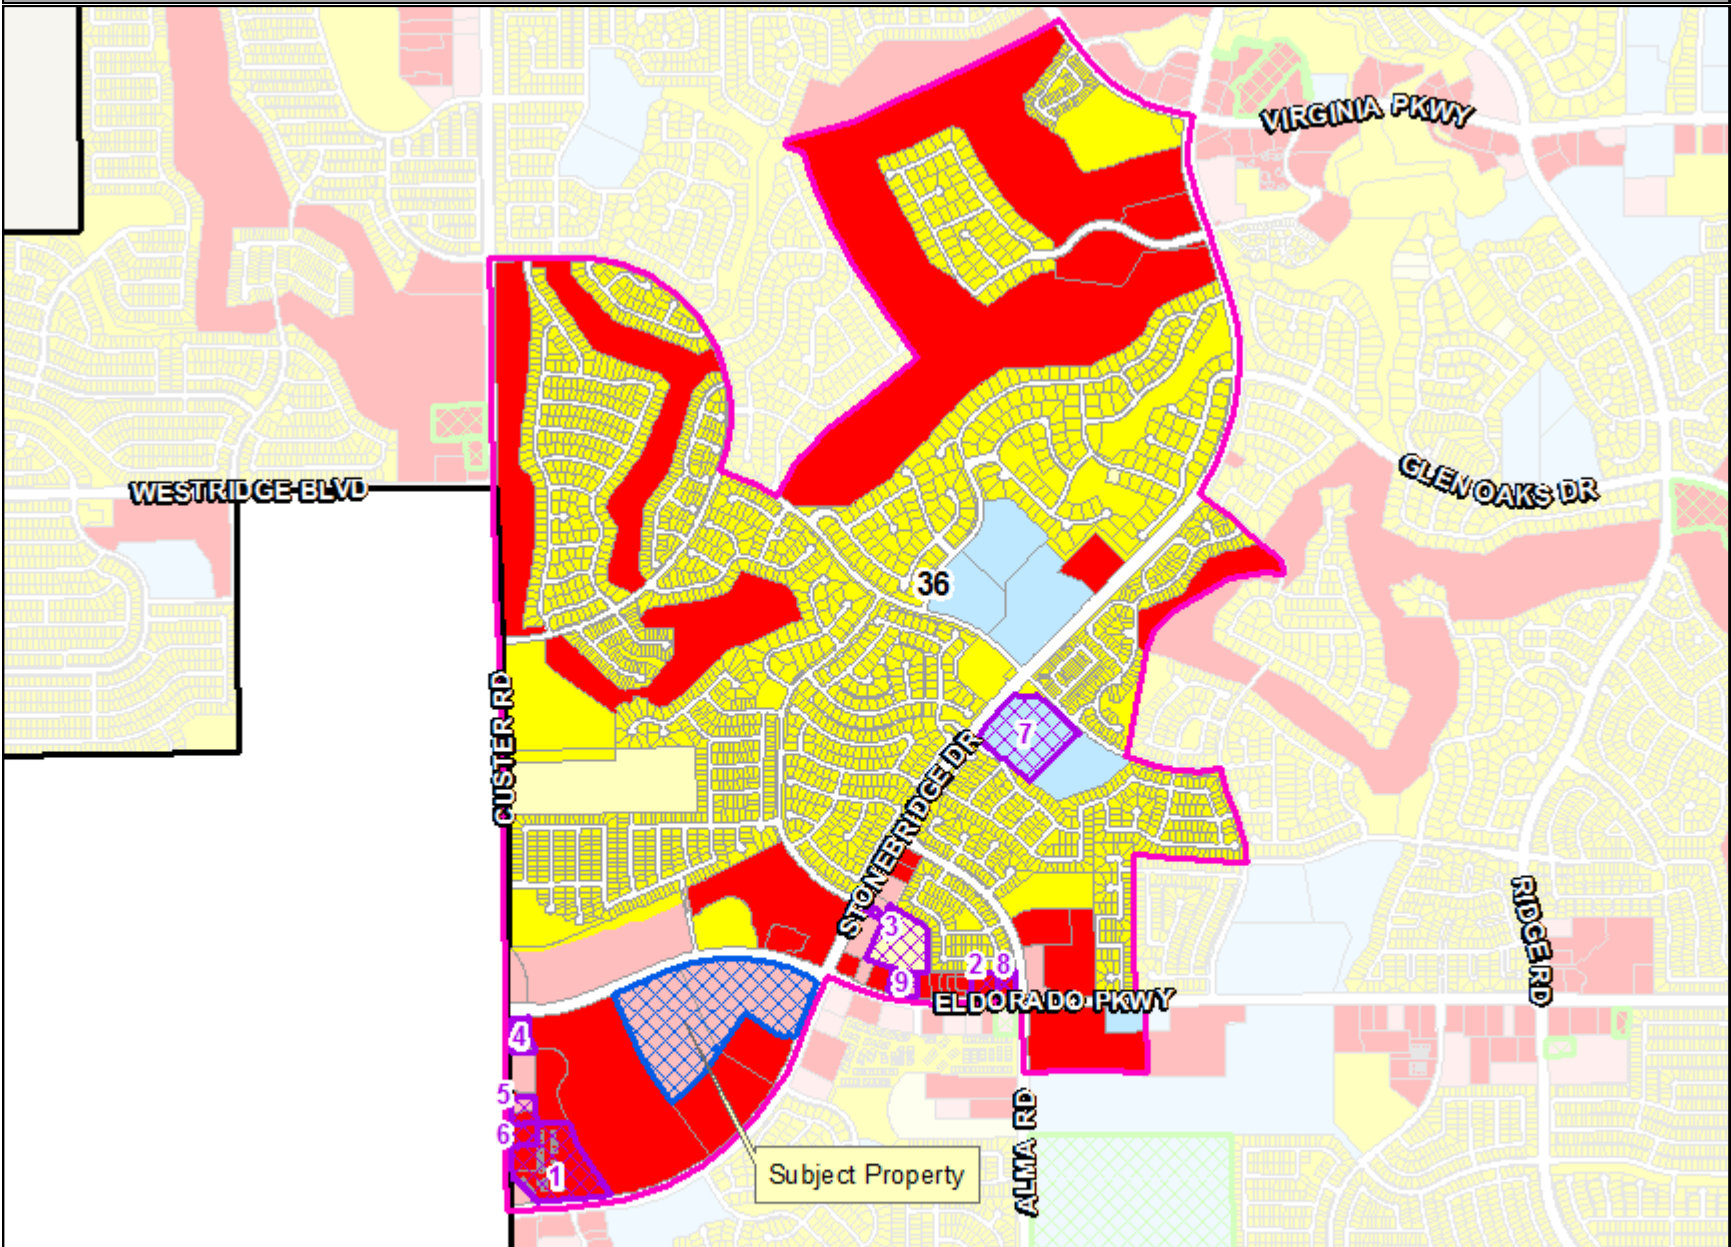 VIRGINIA PKWY
GLEN OAKS DR
WESTRIDGE BLVD
36
CUSTER RD
7
STONEBRIDGE DR
3
2
8
9
ELDORADO PKWY
RIDGE RD
4
5
6
1
ALMA RD
Subject Property